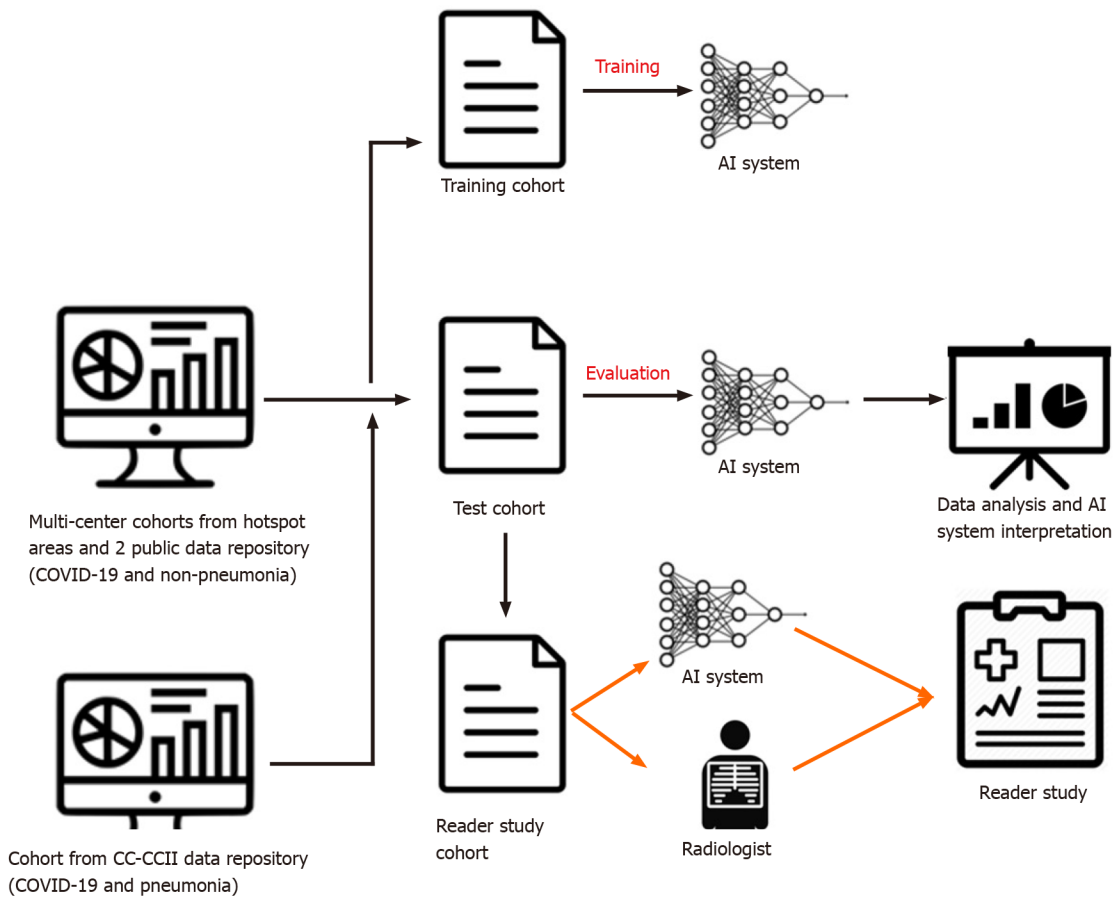 Training
AI system
Training cohort
Evaluation
AI system
Test cohort
Data analysis and AI
system interpretation
Multi-center cohorts from hotspot
areas and 2 public data repository
(COVID-19 and non-pneumonia)
AI system
Reader study
Reader study
cohort
Radiologist
Cohort from CC-CCII data repository
(COVID-19 and pneumonia)